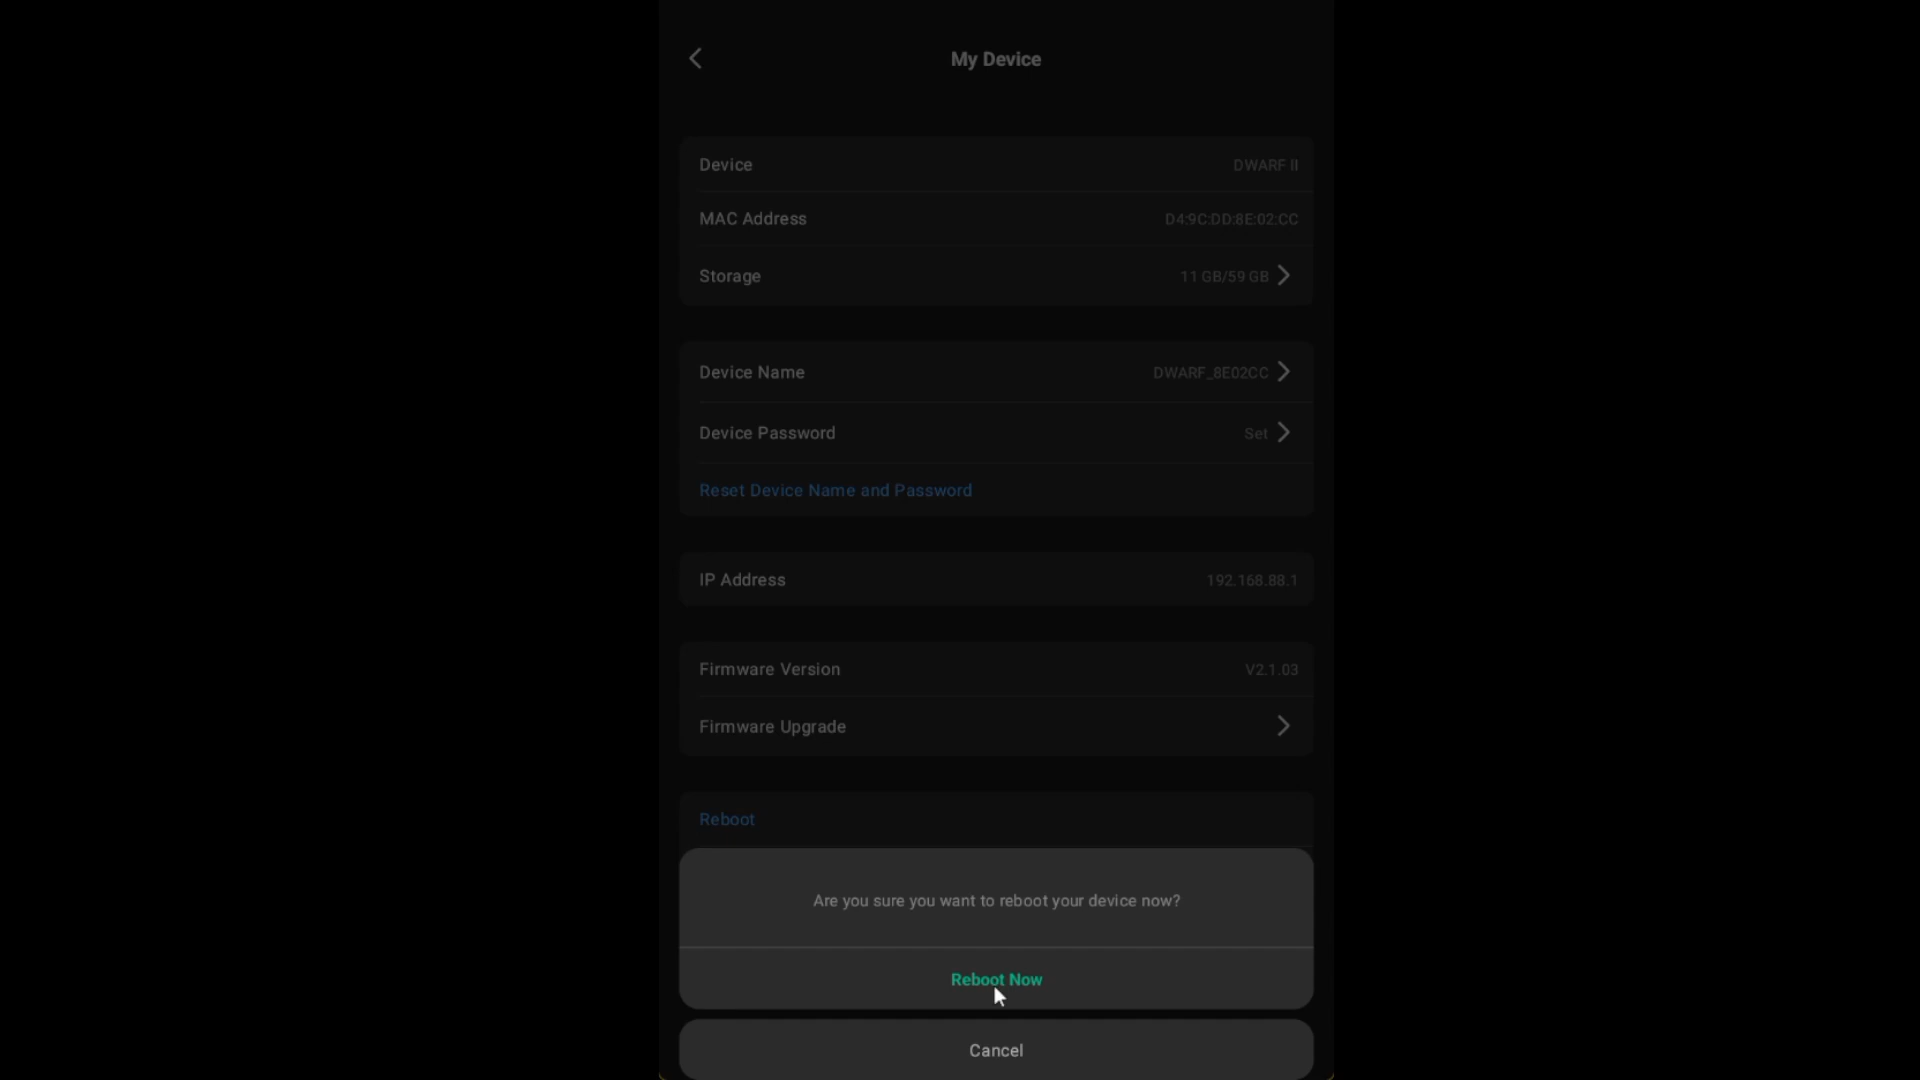 My Device
Device DWARF II
MAC Address D4:9C:DD:8E:02:CC
Storage 11 GB/59 GB
Device Name DWARF_8E02CC
Device Password Set
Reset Device Name and Password
IP Address 192.168.88.1
Firmware Version V2.1.03
Firmware Upgrade
Reboot
Are you sure you want to reboot your device now?
Reboot Now
Cancel